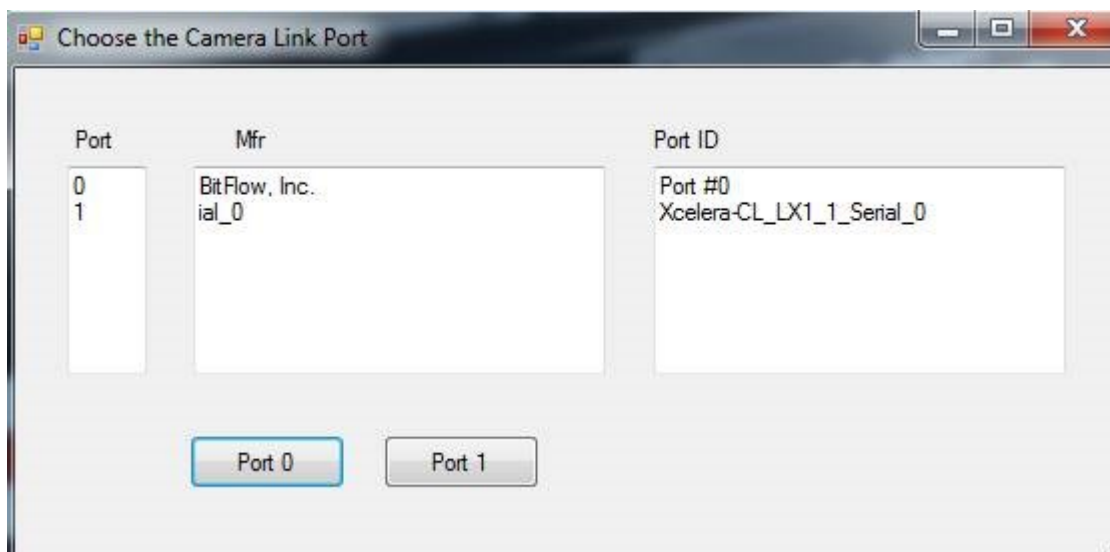 Choose the Camera Link Port
Port Mfr Port ID
0 BitFlow, Inc. Port #0
1 ial_0 Xcelera-CL_LX1_1_Serial_0
Port 0 Port 1